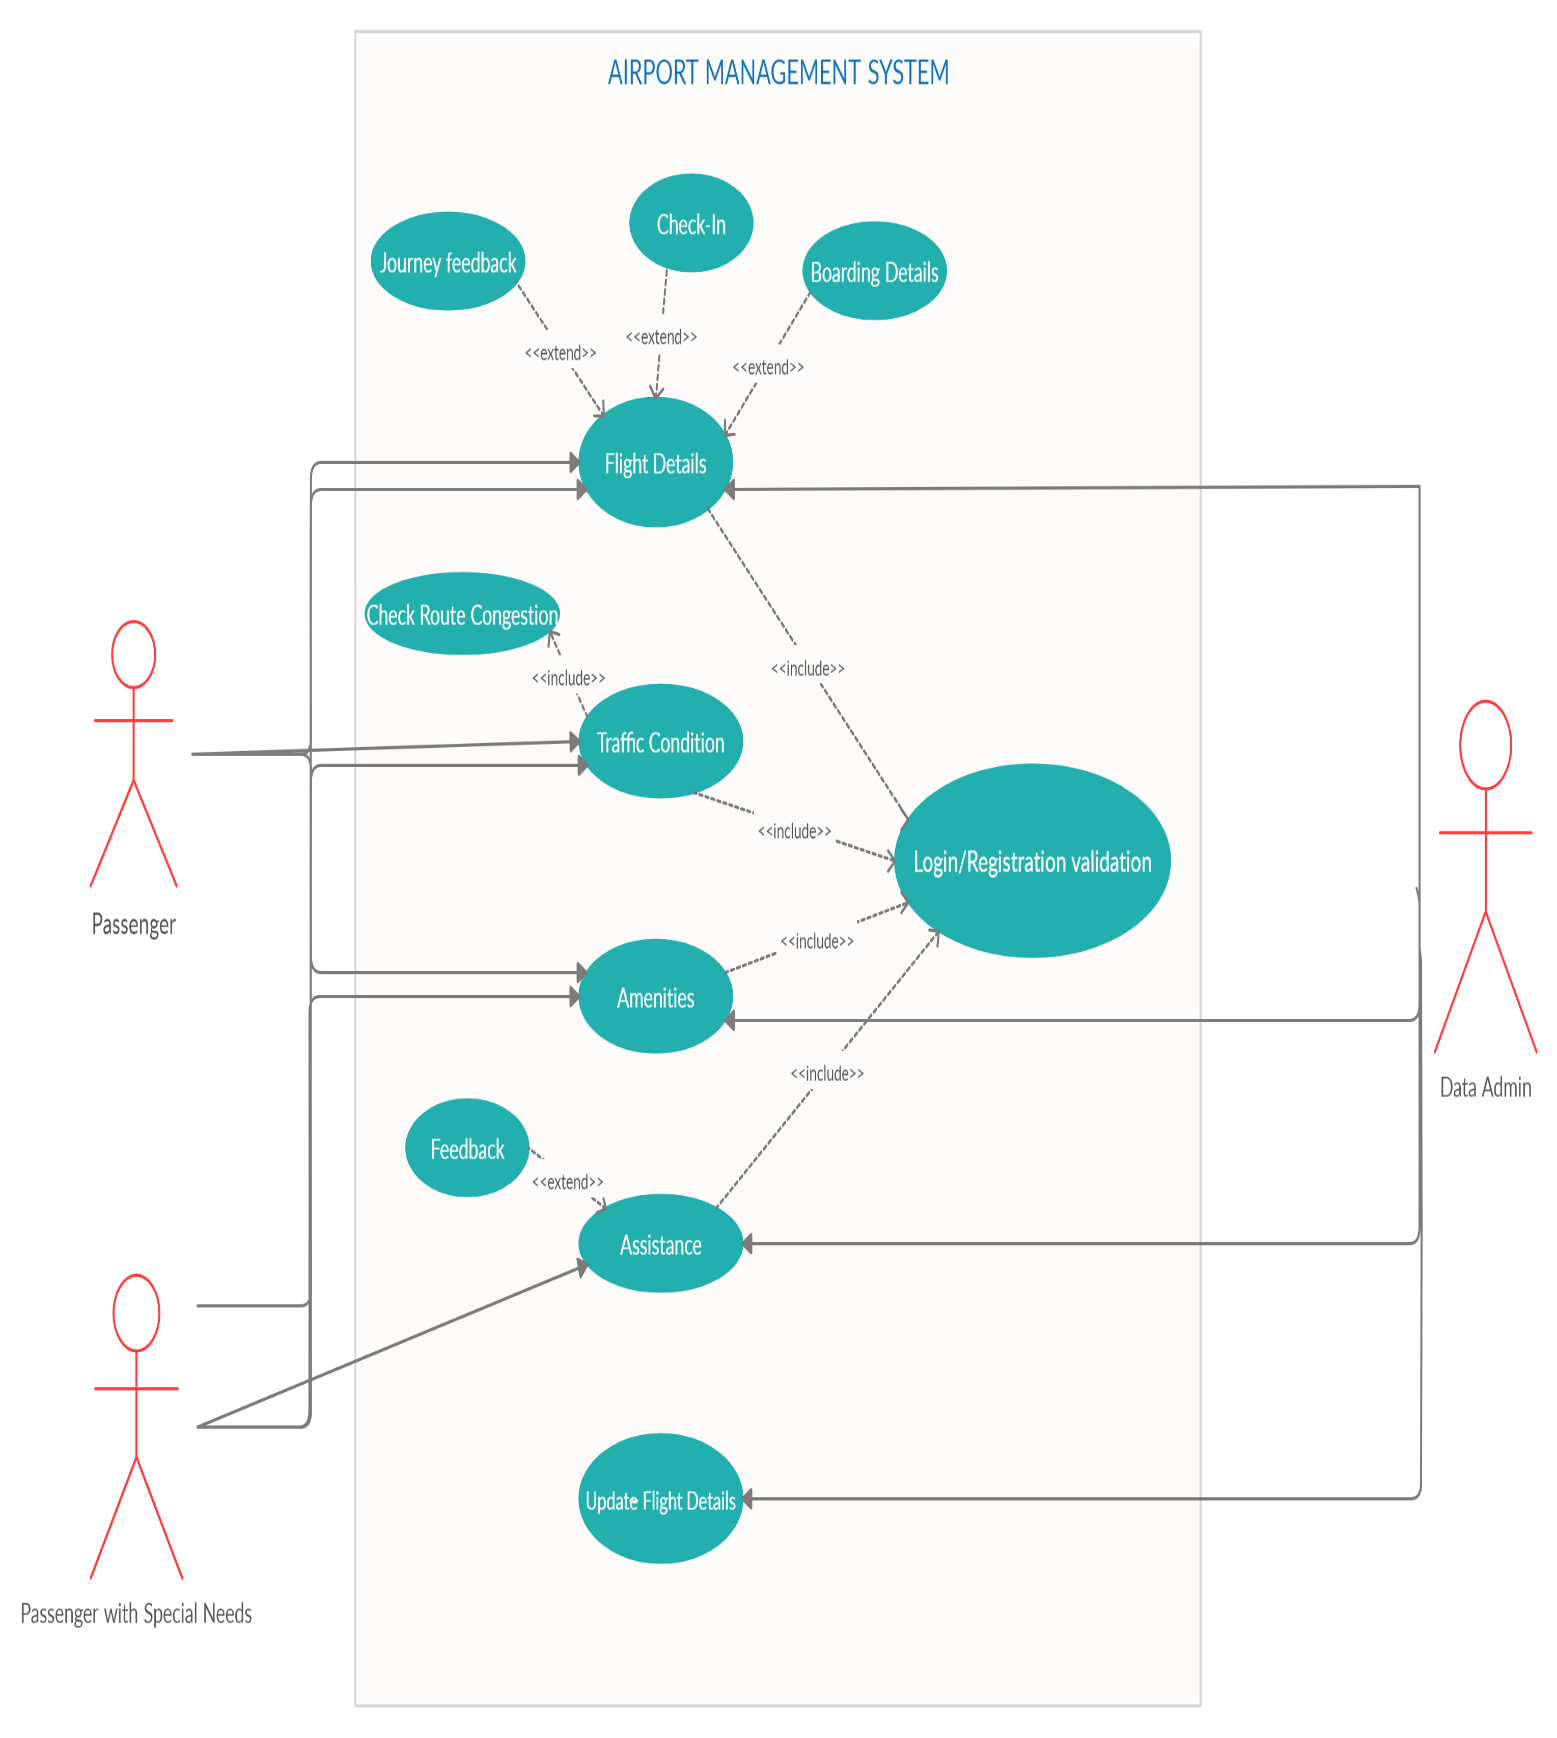 AIRPORT MANAGEMENT SYSTEM
Check-In
Journey feedback
Boarding Details
<<extend>>
<<extend>>
<<extend>>
Flight Details
Check Route Congestion
<<include>>
<<include>>
Traffic Condition
<<include>>
Login/Registration validation
Passenger
<<include>>
Amenities
<<include>>
Data Admin
Feedback
<<extend>>
Assistance
Update Flight Details
Passenger with Special Needs